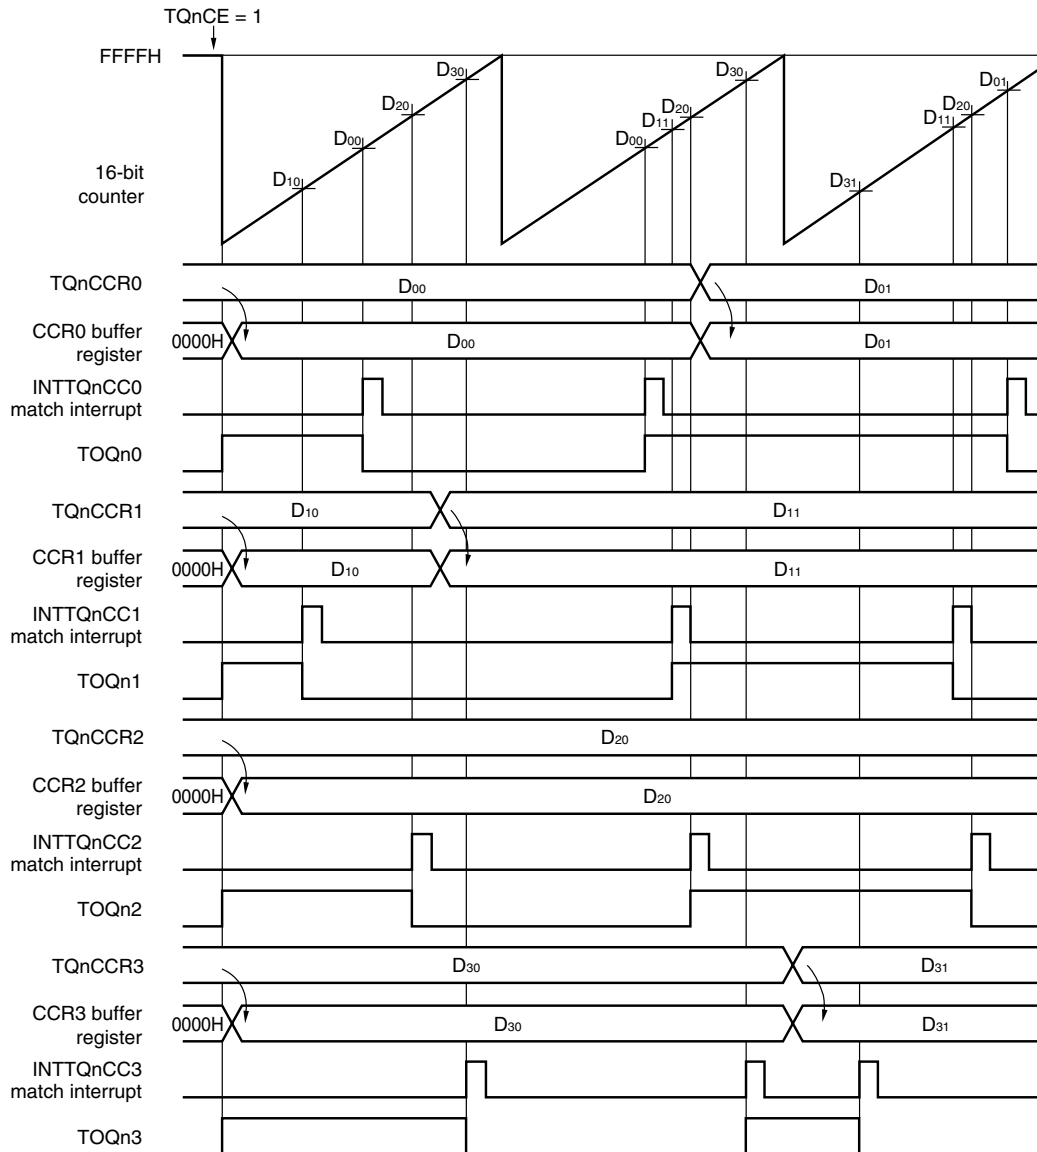 TQnCE = 1
FFFFH
16-bit
counter
D10
D00
D20
D30
D00
D11
D20
D30
D31
D11
D20
D01
TQnCCR0
D00
D01
CCR0 buffer
register
0000H
D00
D01
INTTQnCC0
match interrupt
TOQn0
TQnCCR1
D10
D11
CCR1 buffer
register
0000H
D10
D11
INTTQnCC1
match interrupt
TOQn1
TQnCCR2
D20
CCR2 buffer
register
0000H
D20
INTTQnCC2
match interrupt
TOQn2
TQnCCR3
D30
D31
CCR3 buffer
register
0000H
D30
D31
INTTQnCC3
match interrupt
TOQn3